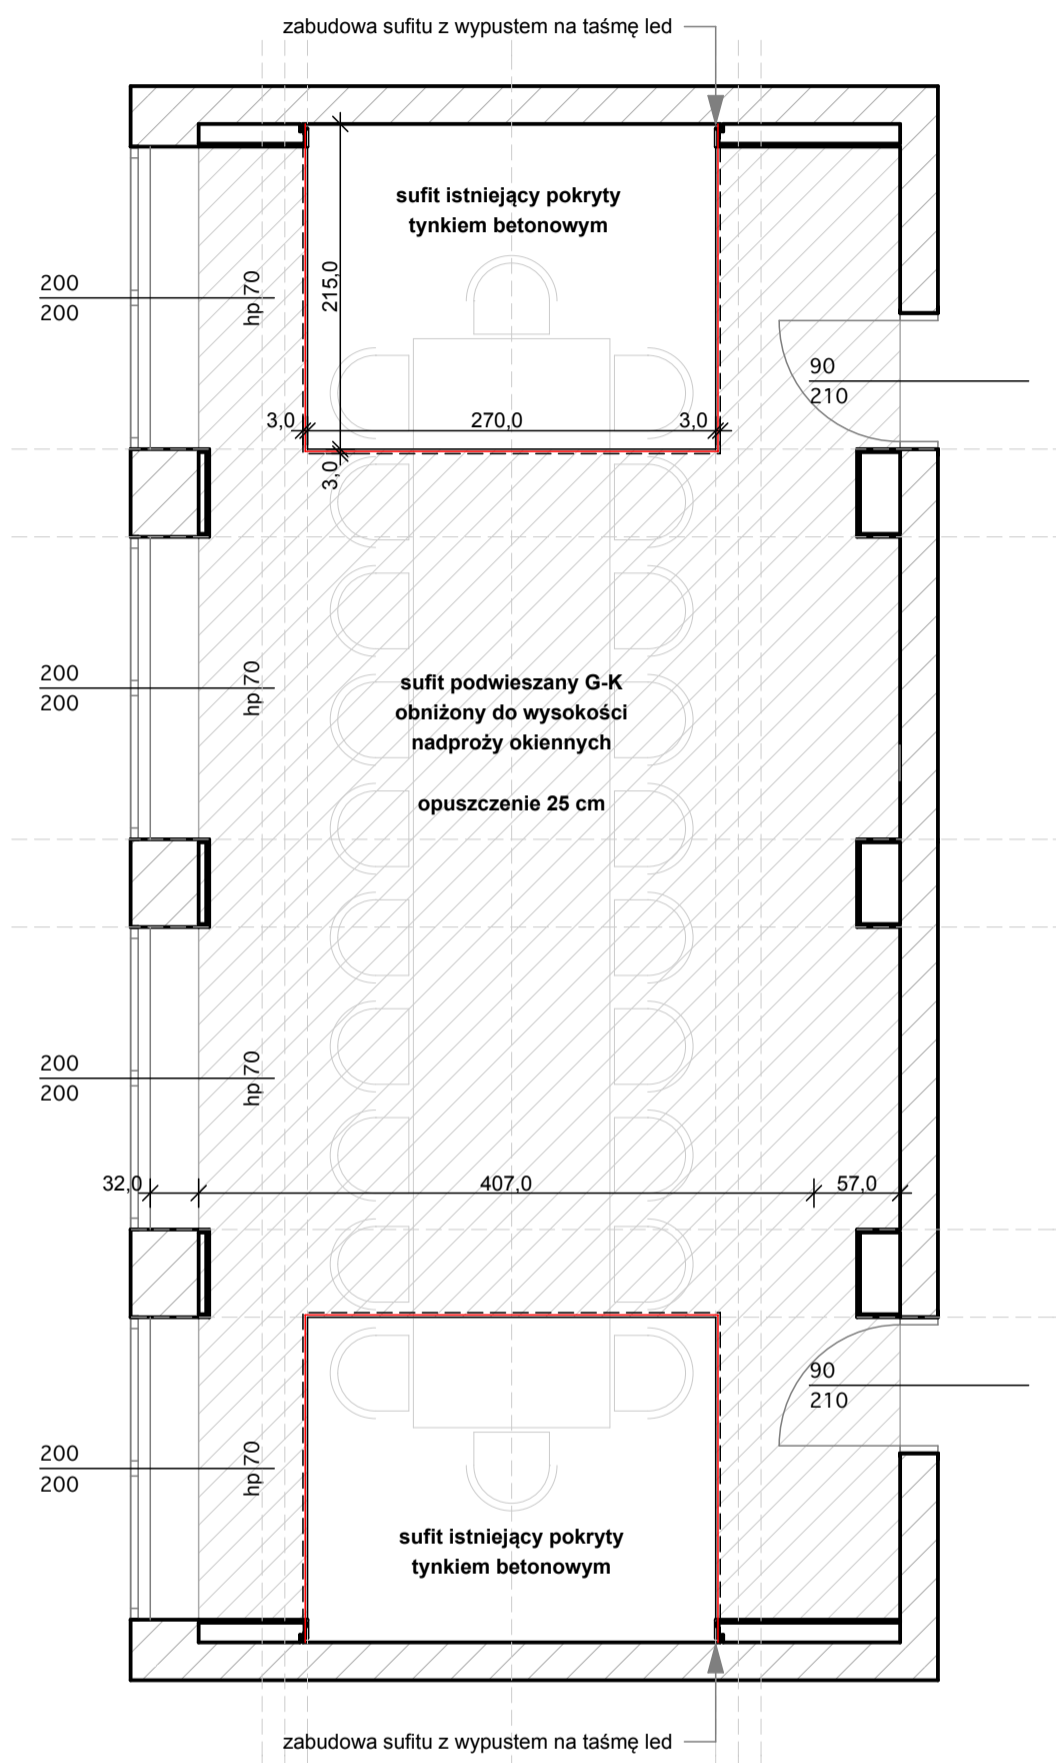 zabudowa sufitu z wypustem na taśmę led
sufit istniejący pokryty
tynkiem betonowym
200
200
hp 70
215,0
90
210
3,0
270,0
3,0
3,0
200
200
hp 70
sufit podwieszany G-K
obniżony do wysokości
nadproży okiennych
opuszczenie 25 cm
200
200
hp 70
32,0
407,0
57,0
90
210
200
200
hp 70
sufit istniejący pokryty
tynkiem betonowym
zabudowa sufitu z wypustem na taśmę led